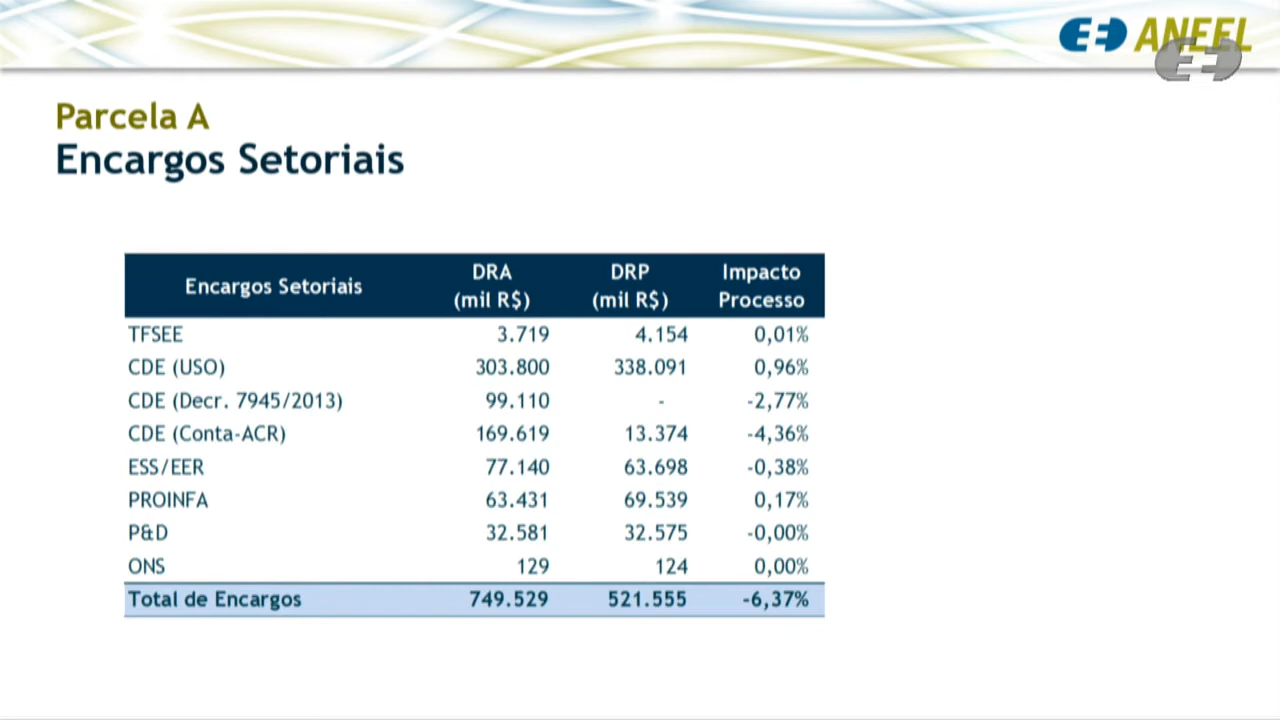 ANEEL
Parcela A
Encargos Setoriais
Encargos Setoriais DRA (mil R$) DRP (mil R$) Impacto Processo
TFSEE 3.719 4.154 0,01%
CDE (USO) 303.800 338.091 0,96%
CDE (Decr. 7945/2013) 99.110 - -2,77%
CDE (Conta-ACR) 169.619 13.374 -4,36%
ESS/EER 77.140 63.698 -0,38%
PROINFA 63.431 69.539 0,17%
P&D 32.581 32.575 -0,00%
ONS 129 124 0,00%
Total de Encargos 749.529 521.555 -6,37%